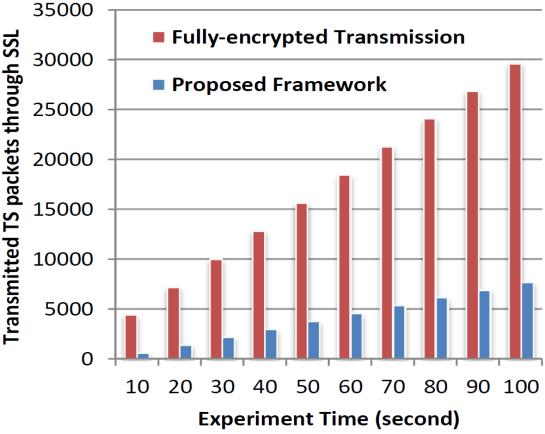 Transmitted TS packets through SSL
35000
30000
25000
20000
15000
10000
5000
0
Fully-encrypted Transmission
Proposed Framework
10 20 30 40 50 60 70 80 90 100
Experiment Time (second)